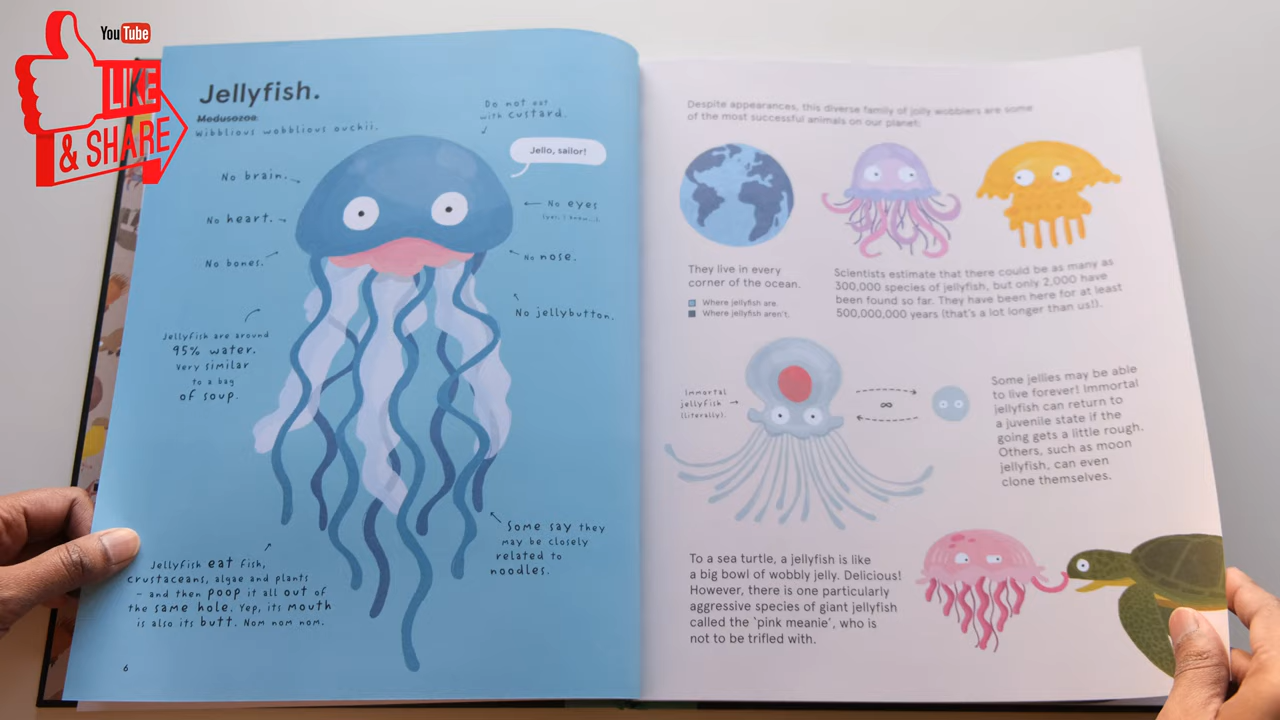 YouTube
LIKE
& SHARE
Jellyfish.
Medusozoa
Wibblious wobblious ouchii.
Do not eat
with custard.
Jello, sailor!
No brain.
No heart.
No bones.
No eyes
(yes, I know...).
No nose.
No jellybutton.
Jellyfish are around
95% water.
Very similar
to a bag
of soup.
Some say they
may be closely
related to
noodles.
Jellyfish eat fish,
crustaceans, algae and plants
– and then poop it all out of
the same hole. Yep, its mouth
is also its butt. Nom nom nom.
6
Despite appearances, this diverse family of jolly wobblers are some
of the most successful animals on our planet:
They live in every
corner of the ocean.
Where jellyfish are.
Where jellyfish aren't.
Scientists estimate that there could be as many as
300,000 species of jellyfish, but only 2,000 have
been found so far. They have been here for at least
500,000,000 years (that's a lot longer than us!).
Immortal
jellyfish
(literally).
∞
Some jellies may be able
to live forever! Immortal
jellyfish can return to
a juvenile state if the
going gets a little rough.
Others, such as moon
jellyfish, can even
clone themselves.
To a sea turtle, a jellyfish is like
a big bowl of wobbly jelly. Delicious!
However, there is one particularly
aggressive species of giant jellyfish
called the 'pink meanie', who is
not to be trifled with.